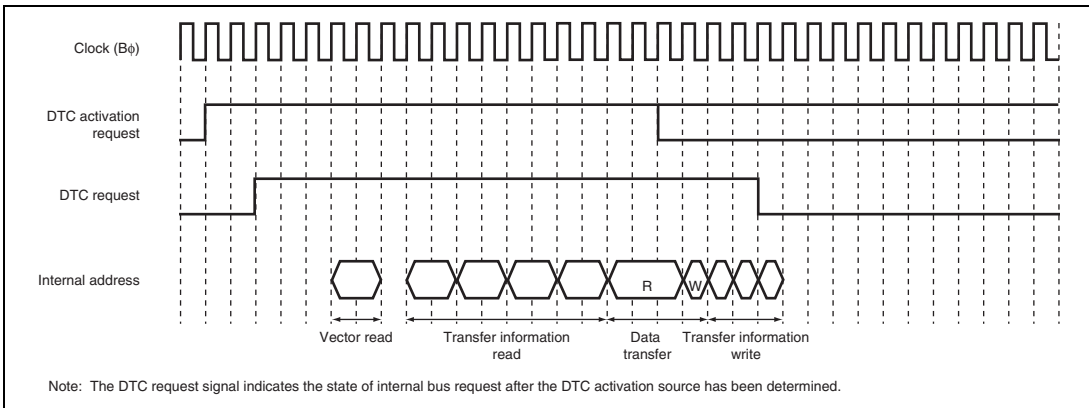 Clock (Bϕ)
DTC activation
request
DTC request
Internal address
R
W
Vector read
Transfer information
read
Data
transfer
Transfer information
write
Note: The DTC request signal indicates the state of internal bus request after the DTC activation source has been determined.